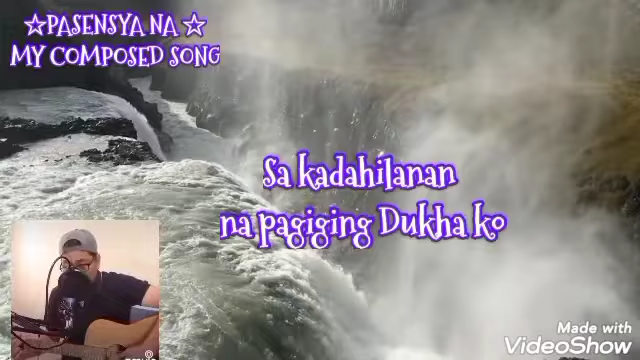 ☆PASENSYA NA ☆
MY COMPOSED SONG
Sa kadahilanan
na pagiging Dukha ko
Made with
VideoShow